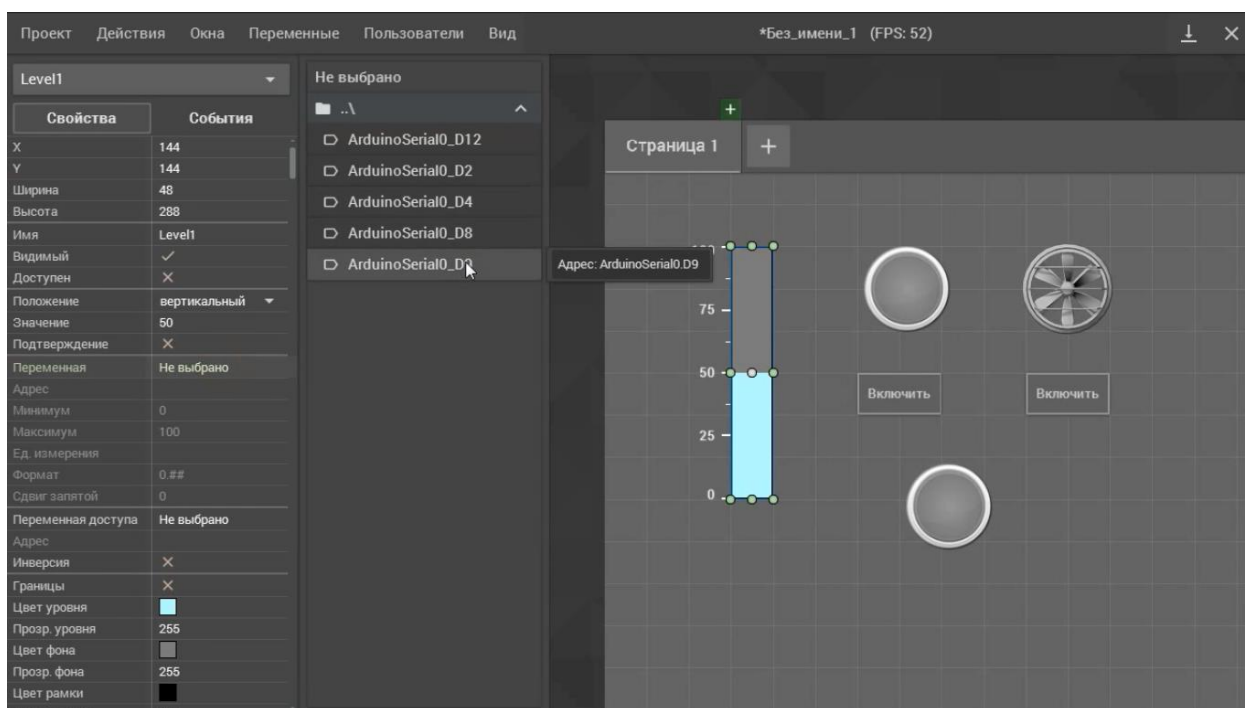 Проект Действия Окна Переменные Пользователи Вид *Без_имени_1 (FPS: 52)
Level1
Свойства События
X 144
Y 144
Ширина 48
Высота 288
Имя Level1
Видимый
Доступен
Положение вертикальный
Значение 50
Подтверждение
Переменная Не выбрано
Адрес
Минимум 0
Максимум 100
Ед. измерения
Формат 0.##
Сдвиг запятой 0
Переменная доступа Не выбрано
Адрес
Инверсия
Границы
Цвет уровня
Прозр. уровня 255
Цвет фона
Прозр. фона 255
Цвет рамки
Не выбрано
..\
ArduinoSerial0_D12
ArduinoSerial0_D2
ArduinoSerial0_D4
ArduinoSerial0_D8
ArduinoSerial0_D9
Адрес: ArduinoSerial0.D9
+
Страница 1 +
100
75
50
25
0
Включить Включить